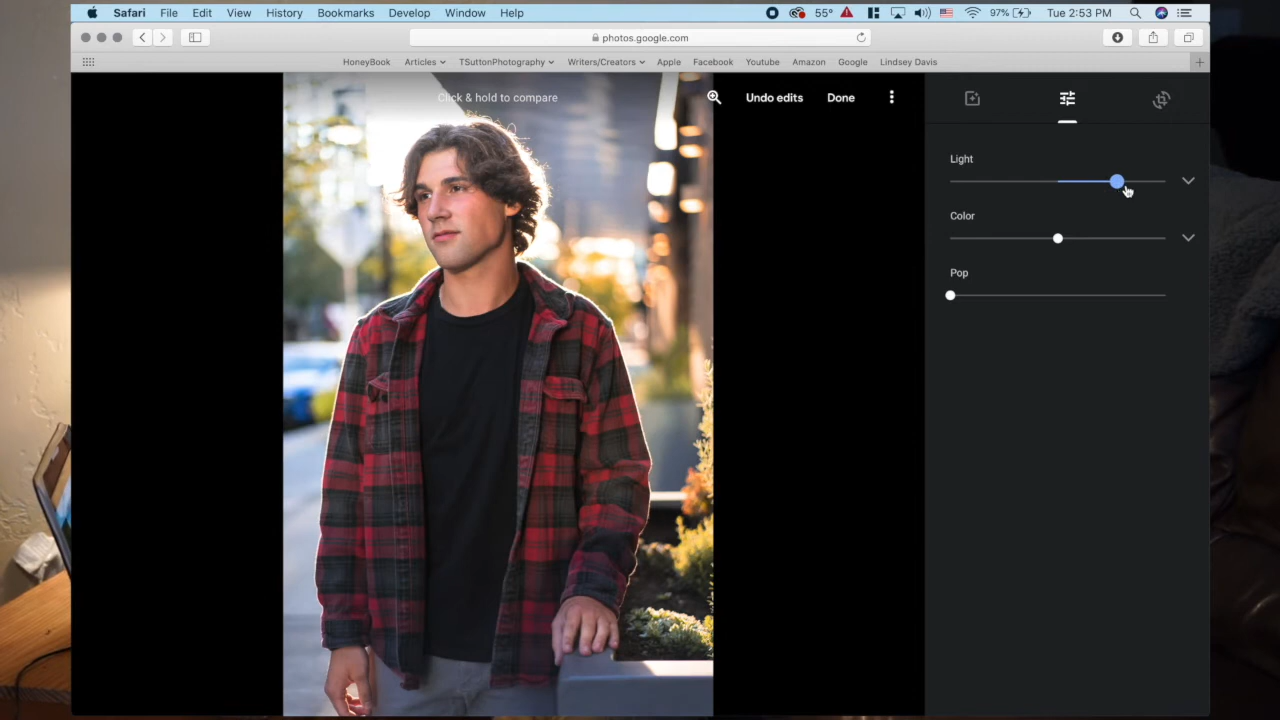 Safari File Edit View History Bookmarks Develop Window Help 55° 97% Tue 2:53 PM
photos.google.com
HoneyBook Articles TSuttonPhotography Writers/Creators Apple Facebook Youtube Amazon Google Lindsey Davis
Click & hold to compare Undo edits Done
Light
Color
Pop